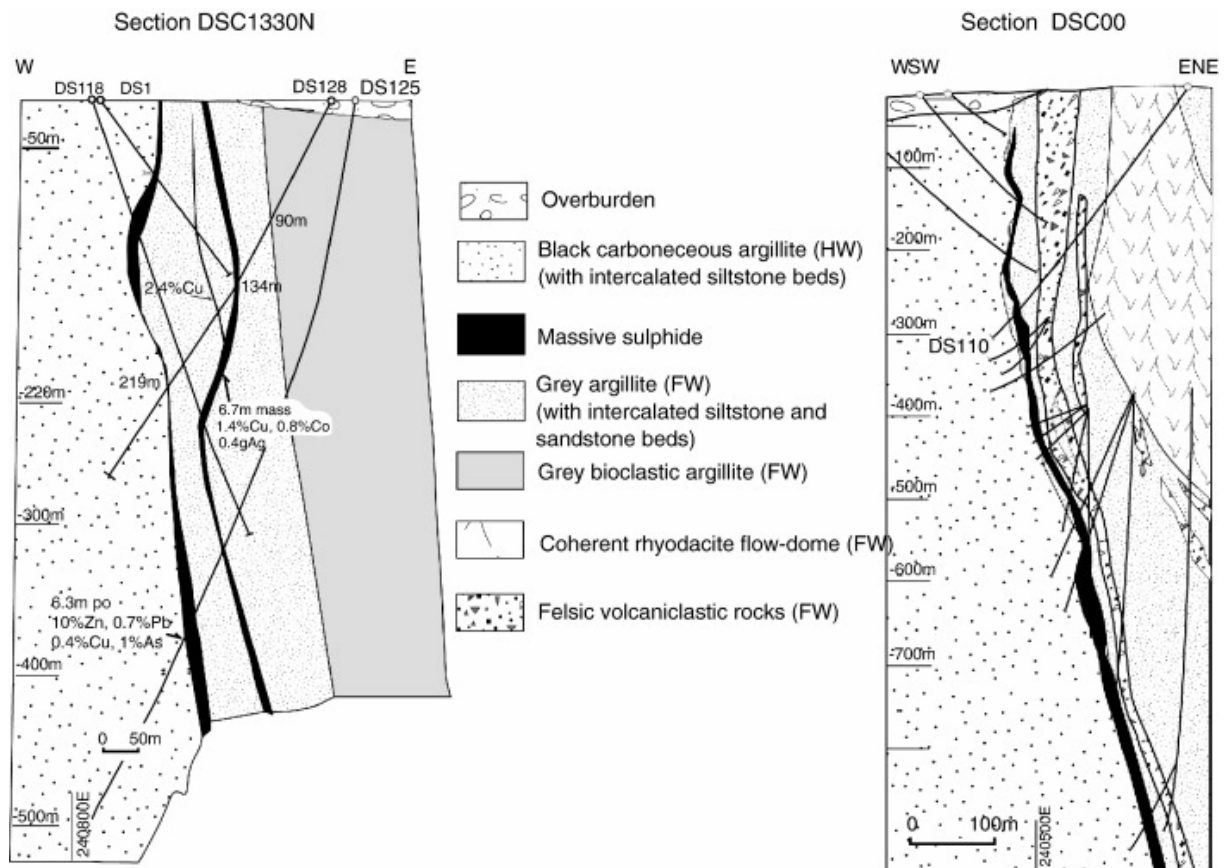 Section DSC1330N
W
E
DS118
DS1
DS128
DS125
-50m
90m
2.4%Cu
134m
219m
-220m
6.7m mass
1.4%Cu, 0.8%Co
0.4gAg
-300m
6.3m po
10%Zn, 0.7%Pb
0.4%Cu, 1%As
-400m
0 50m
-500m
240800E
Overburden
Black carboneceous argillite (HW)
(with intercalated siltstone beds)
Massive sulphide
Grey argillite (FW)
(with intercalated siltstone and
sandstone beds)
Grey bioclastic argillite (FW)
Coherent rhyodacite flow-dome (FW)
Felsic volcaniclastic rocks (FW)
Section DSC00
WSW
ENE
-100m
-200m
-300m
DS110
-400m
-500m
-600m
-700m
0 100m
240500E